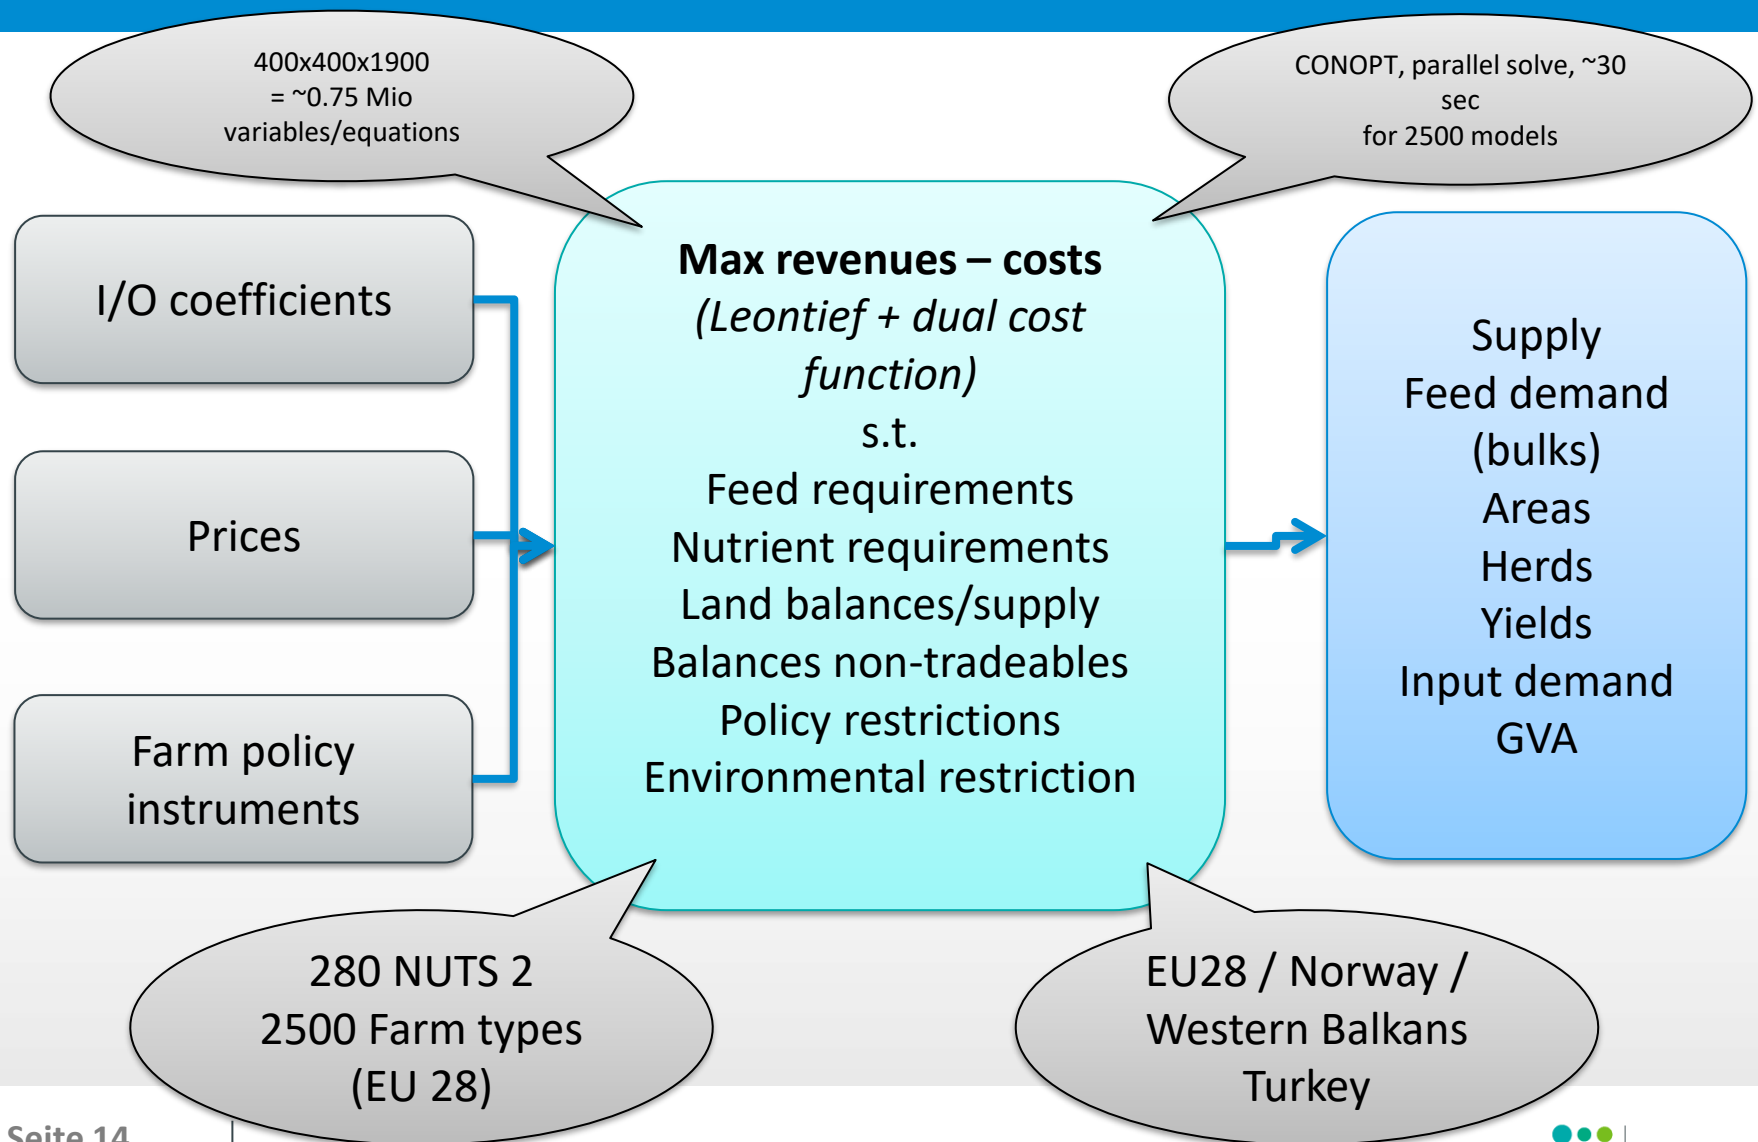 400x400x1900
= ~0.75 Mio
variables/equations
CONOPT, parallel solve, ~30
sec
for 2500 models
I/O coefficients
Prices
Farm policy
instruments
Max revenues – costs
(Leontief + dual cost
function)
s.t.
Feed requirements
Nutrient requirements
Land balances/supply
Balances non-tradeables
Policy restrictions
Environmental restriction
Supply
Feed demand
(bulks)
Areas
Herds
Yields
Input demand
GVA
280 NUTS 2
2500 Farm types
(EU 28)
EU28 / Norway /
Western Balkans
Turkey
Seite 14